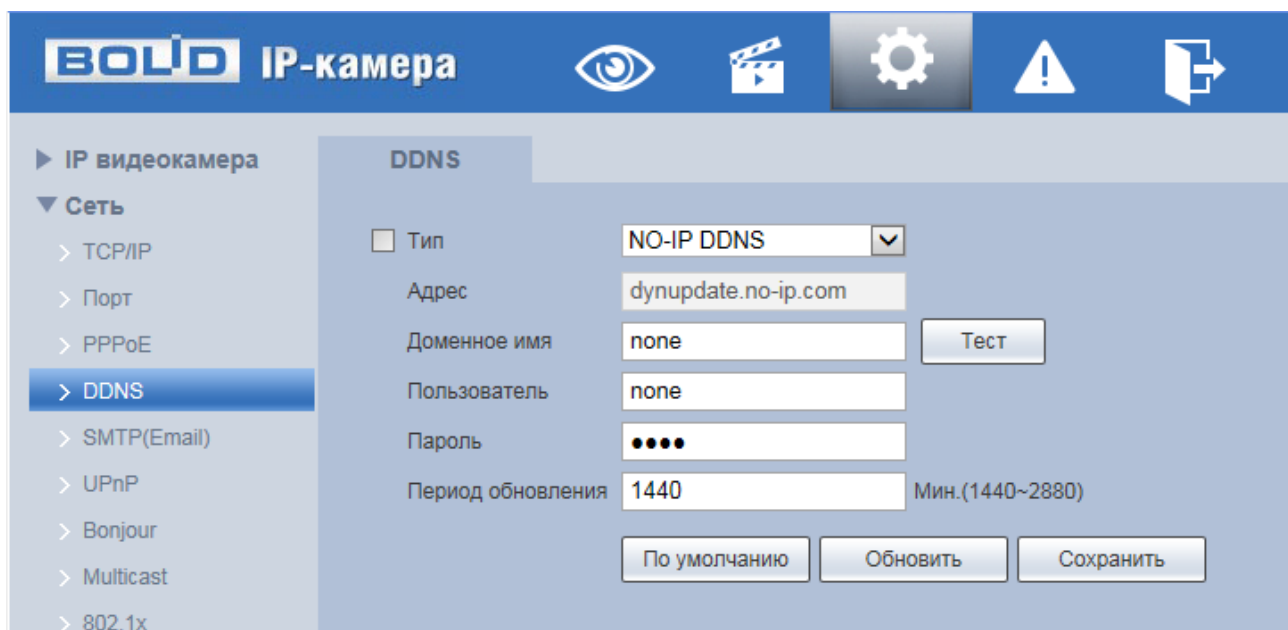 BOLID IP-камера
IP видеокамера
Сеть
TCP/IP
Порт
PPPoE
DDNS
SMTP(Email)
UPnP
Bonjour
Multicast
802.1x
DDNS
Тип NO-IP DDNS
Адрес dynupdate.no-ip.com
Доменное имя none Тест
Пользователь none
Пароль ●●●●
Период обновления 1440 Мин.(1440~2880)
По умолчанию Обновить Сохранить